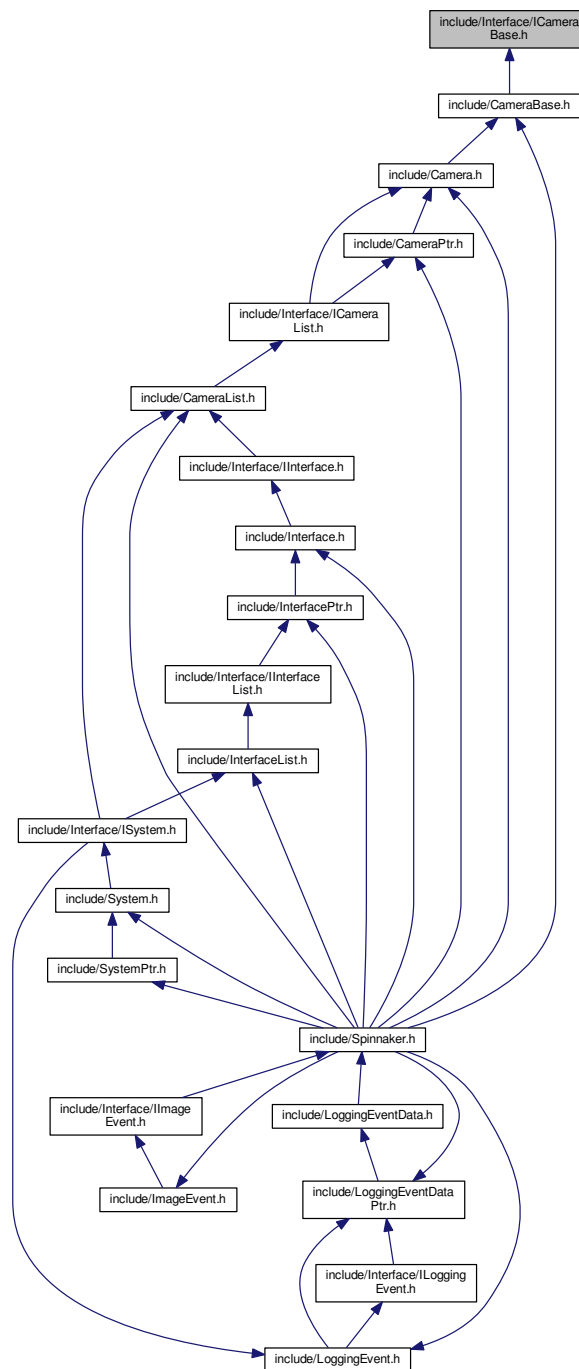 include/Interface/ICamera
Base.h
include/CameraBase.h
include/Camera.h
include/CameraPtr.h
include/Interface/ICamera
List.h
include/CameraList.h
include/Interface/IInterface.h
include/Interface.h
include/InterfacePtr.h
include/Interface/IInterface
List.h
include/InterfaceList.h
include/Interface/ISystem.h
include/System.h
include/SystemPtr.h
include/Spinnaker.h
include/Interface/IImage
Event.h
include/LoggingEventData.h
include/ImageEvent.h
include/LoggingEventData
Ptr.h
include/Interface/ILogging
Event.h
include/LoggingEvent.h